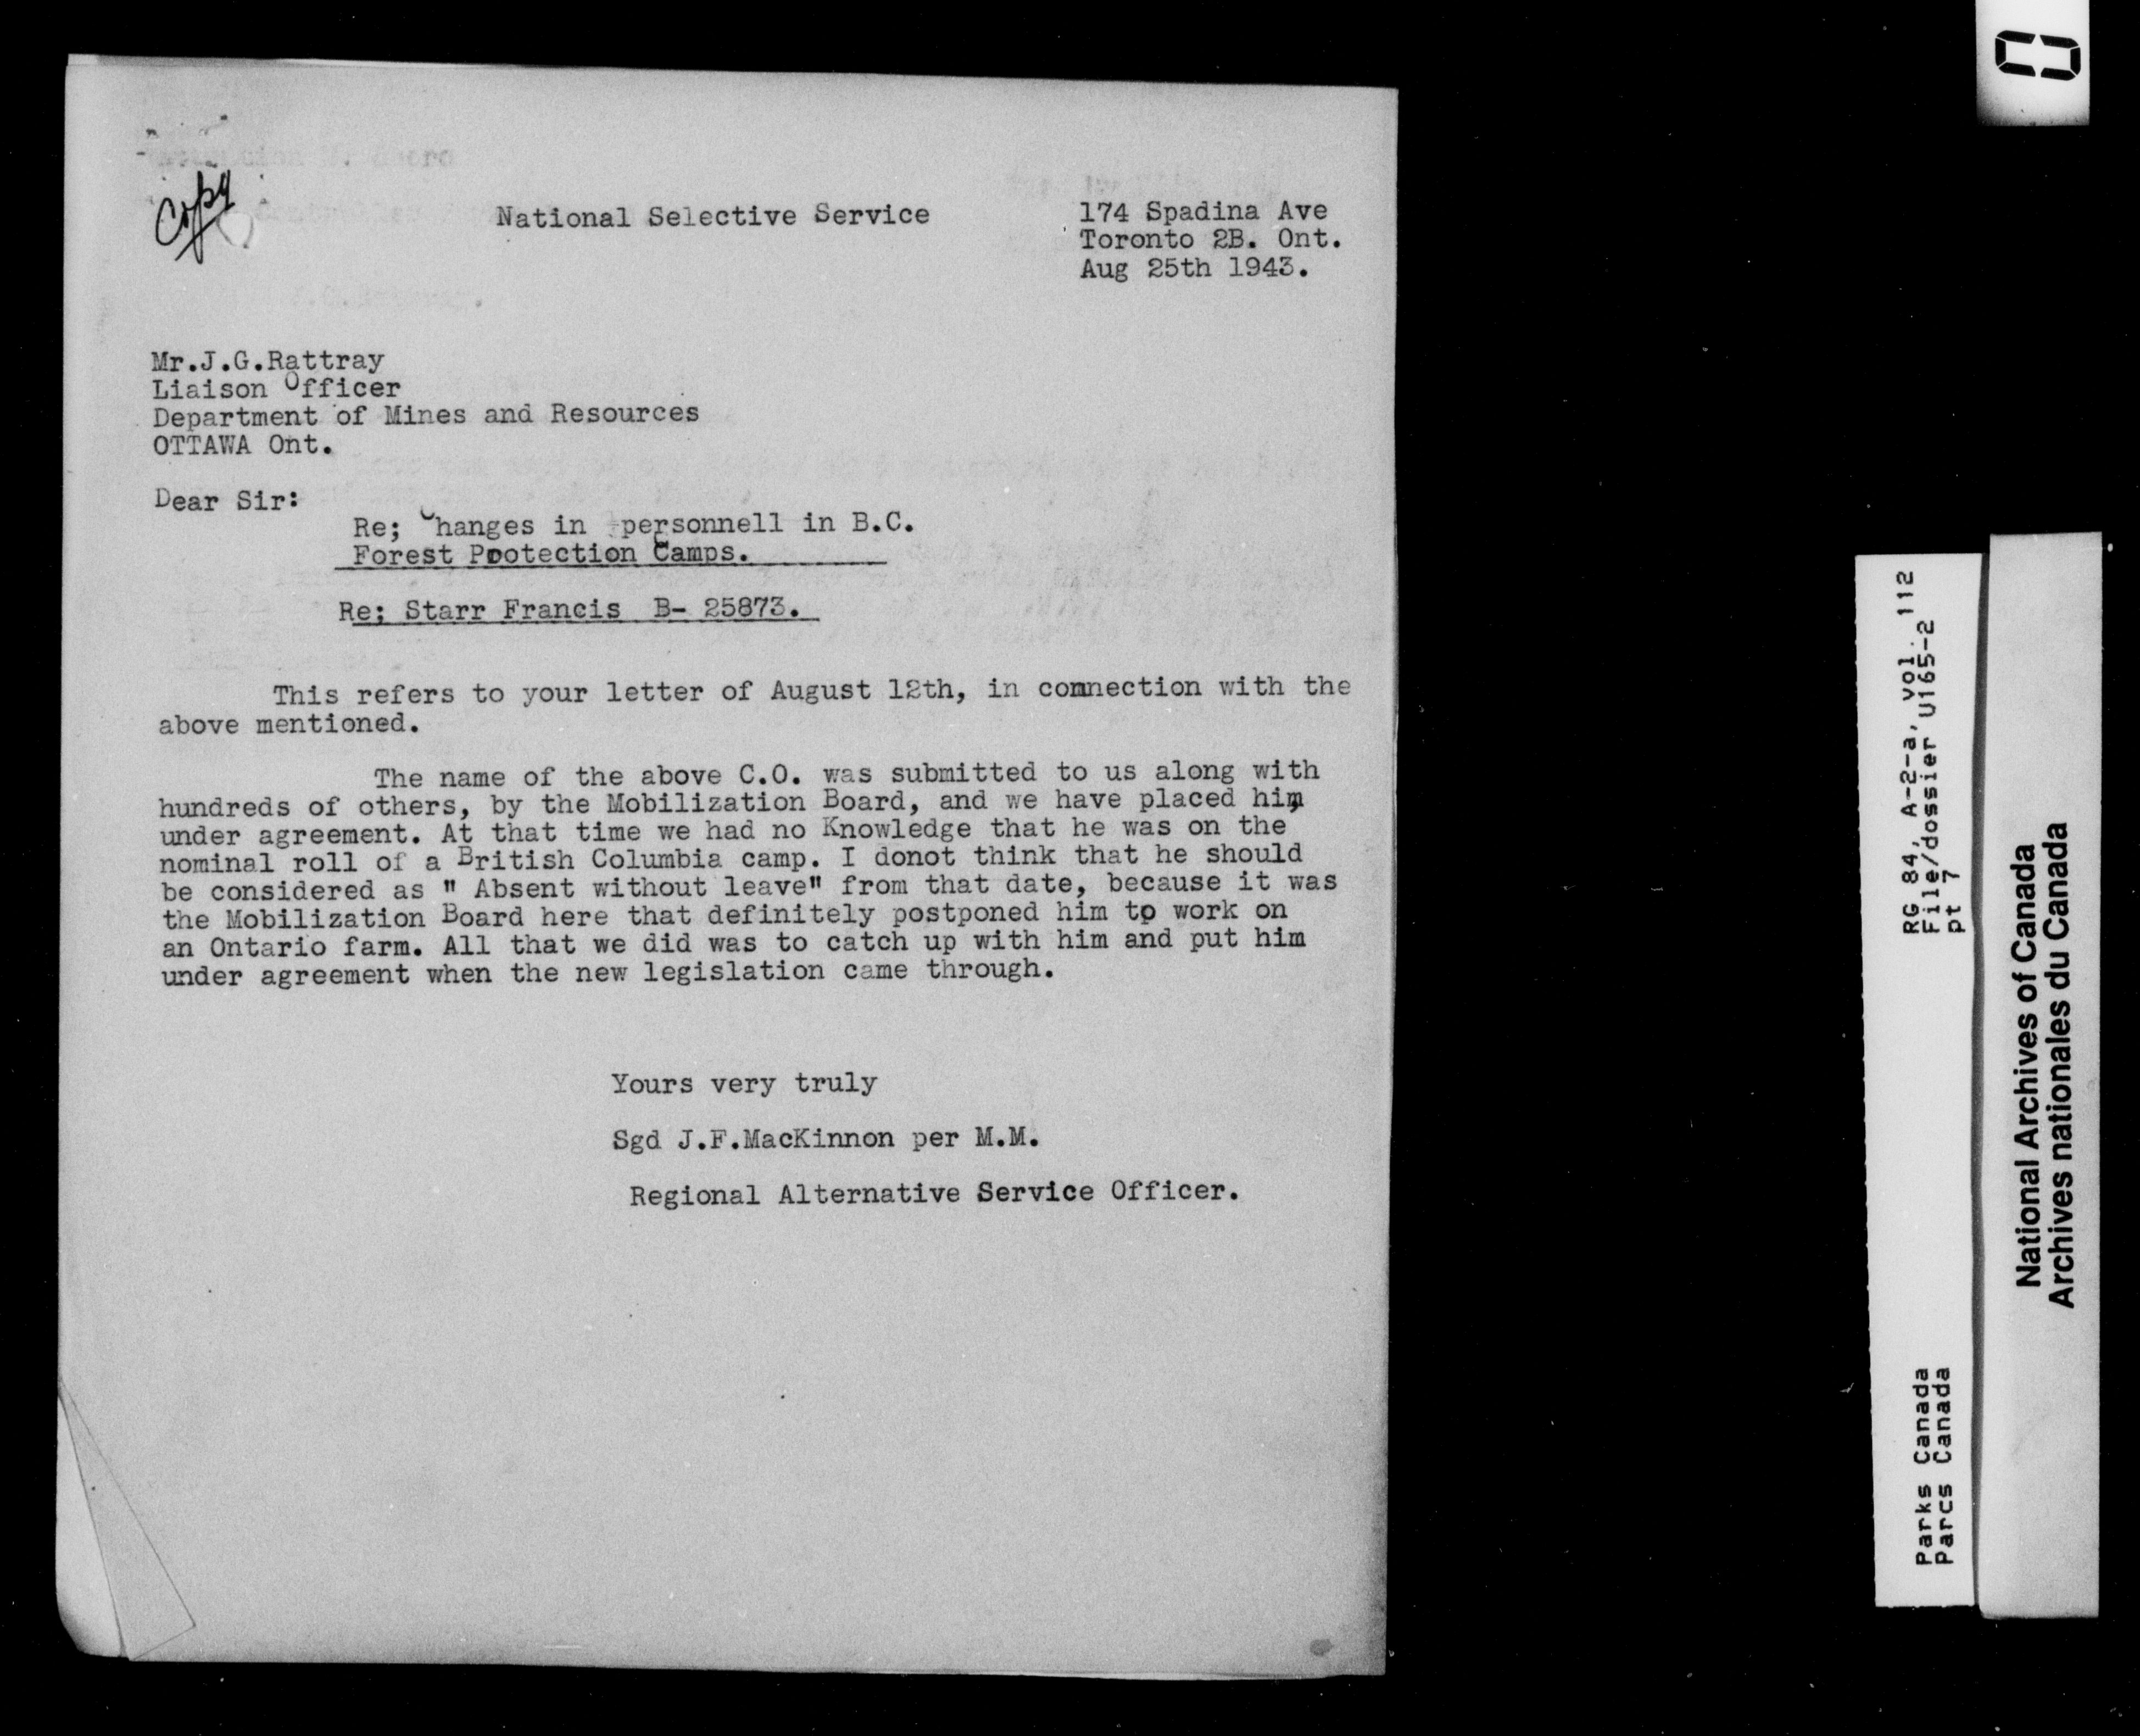 Copy
National Selective Service
174 Spadina Ave
Toronto 2B. Ont.
Aug 25th 1943.
Mr.J.G.Rattray
Liaison Officer
Department of Mines and Resources
OTTAWA Ont.
Dear Sir:
Re; Changes in personnell in B.C.
Forest Protection Camps.
Re; Starr Francis B- 25873.
This refers to your letter of August 12th, in connection with the
above mentioned.
The name of the above C.O. was submitted to us along with
hundreds of others, by the Mobilization Board, and we have placed him
under agreement. At that time we had no Knowledge that he was on the
nominal roll of a British Columbia camp. I donot think that he should
be considered as " Absent without leave" from that date, because it was
the Mobilization Board here that definitely postponed him to work on
an Ontario farm. All that we did was to catch up with him and put him
under agreement when the new legislation came through.
Yours very truly
Sgd J.F.MacKinnon per M.M.
Regional Alternative Service Officer.
RG 84, A-2-a, vol. 112
File/dossier U165-2
pt 7
Parks Canada
Parcs Canada
National Archives of Canada
Archives nationales du Canada